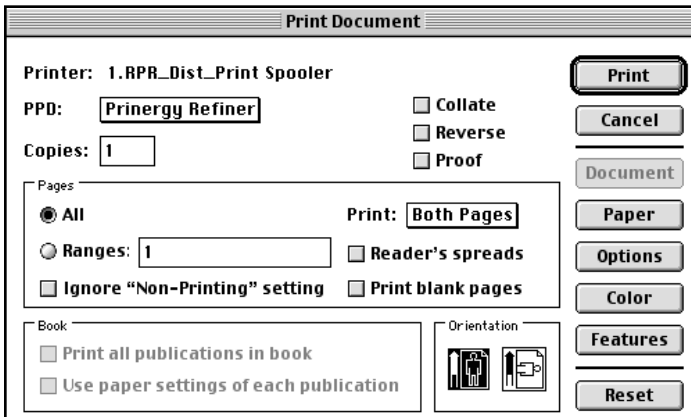 Print Document
Printer: 1.RPR_Dist_Print Spooler
PPD: Prinergy Refiner
Collate
Reverse
Copies: 1
Proof
Pages
All
Print: Both Pages
Ranges: 1
Reader's spreads
Ignore “Non-Printing” setting
Print blank pages
Book
Print all publications in book
Use paper settings of each publication
Orientation
Print
Cancel
Document
Paper
Options
Color
Features
Reset